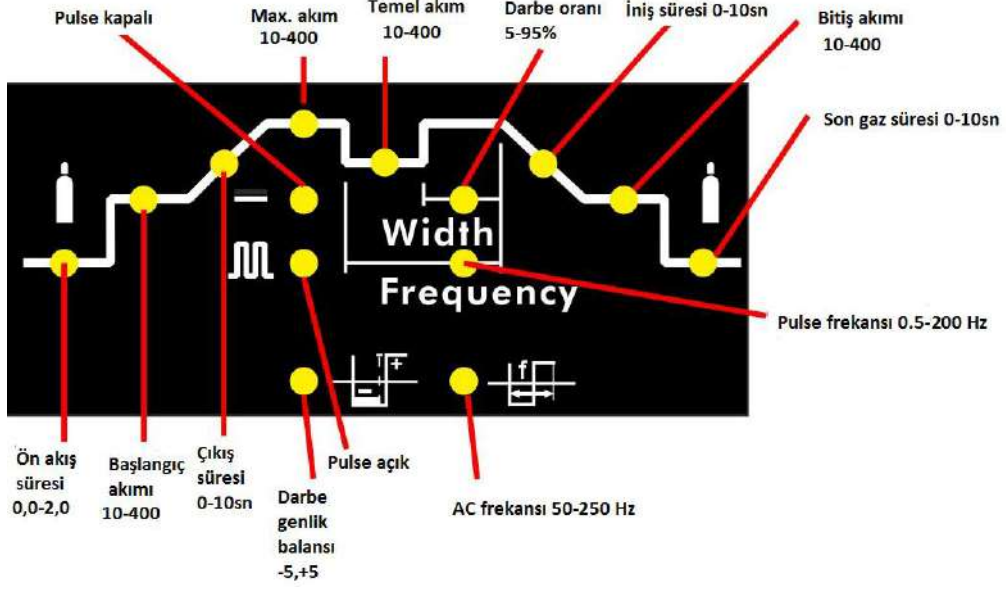 Pulse kapalı
Max. akım
10-400
Temel akım
10-400
Darbe oranı
5-95%
İniş süresi 0-10sn
Bitiş akımı
10-400
Son gaz süresi 0-10sn
Width
Frequency
Pulse frekansı 0.5-200 Hz
T
+
-
f
Ön akış
süresi
0,0-2,0
Başlangıç
akımı
10-400
Çıkış
süresi
0-10sn
Darbe
genlik
balansı
-5,+5
Pulse açık
AC frekansı 50-250 Hz